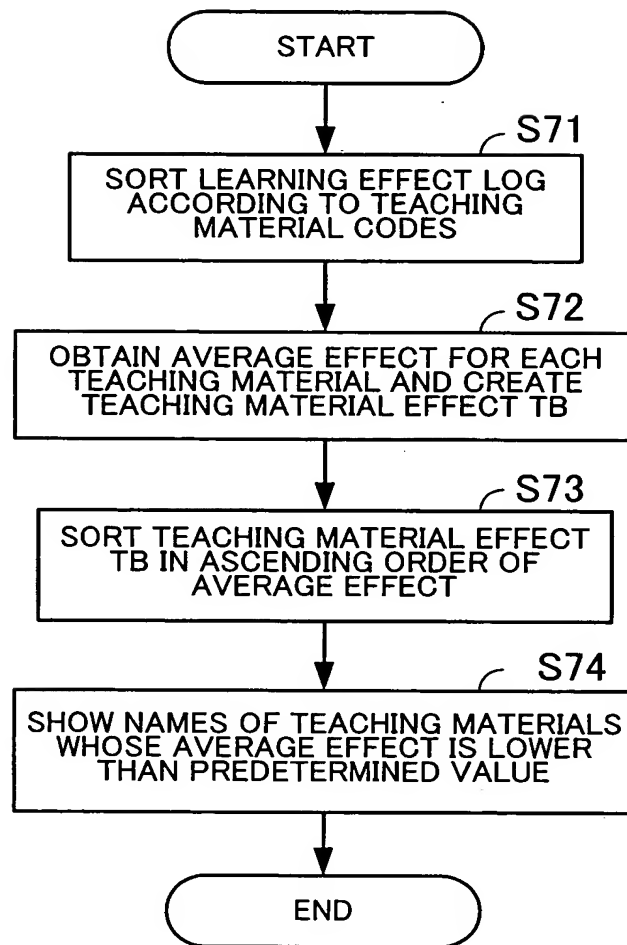 START
S71
SORT LEARNING EFFECT LOG
ACCORDING TO TEACHING
MATERIAL CODES
S72
OBTAIN AVERAGE EFFECT FOR EACH
TEACHING MATERIAL AND CREATE
TEACHING MATERIAL EFFECT TB
S73
SORT TEACHING MATERIAL EFFECT
TB IN ASCENDING ORDER OF
AVERAGE EFFECT
S74
SHOW NAMES OF TEACHING MATERIALS
WHOSE AVERAGE EFFECT IS LOWER
THAN PREDETERMINED VALUE
END